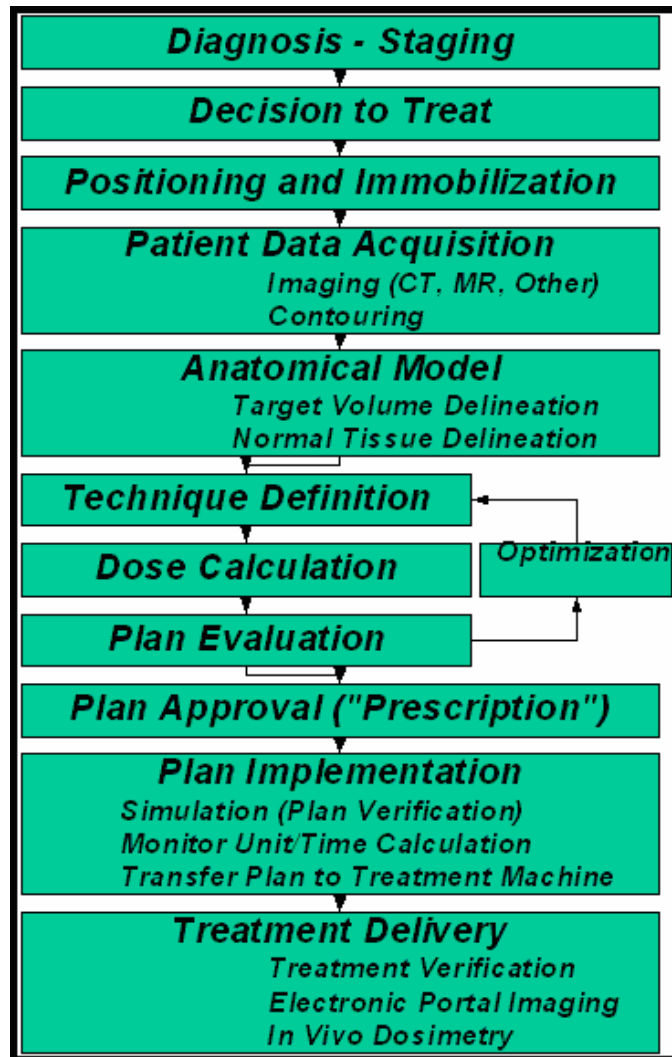 Diagnosis - Staging
Decision to Treat
Positioning and Immobilization
Patient Data Acquisition
Imaging (CT, MR, Other)
Contouring
Anatomical Model
Target Volume Delineation
Normal Tissue Delineation
Technique Definition
Optimization
Dose Calculation
Plan Evaluation
Plan Approval ("Prescription")
Plan Implementation
Simulation (Plan Verification)
Monitor Unit/Time Calculation
Transfer Plan to Treatment Machine
Treatment Delivery
Treatment Verification
Electronic Portal Imaging
In Vivo Dosimetry